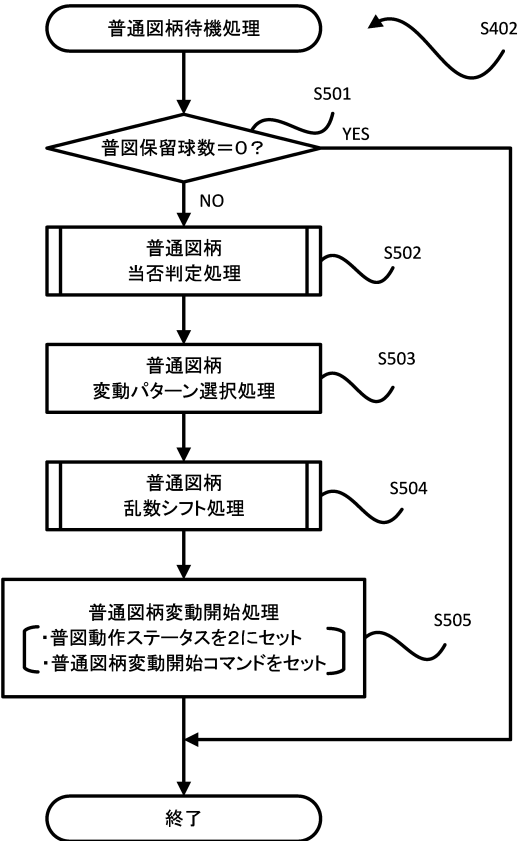 普通図柄待機処理
S402
S501
普図保留球数=0?
YES
NO
普通図柄
当否判定処理
S502
普通図柄
変動パターン選択処理
S503
普通図柄
乱数シフト処理
S504
普通図柄変動開始処理
・普図動作ステータスを2にセット
・普通図柄変動開始コマンドをセット
S505
終了